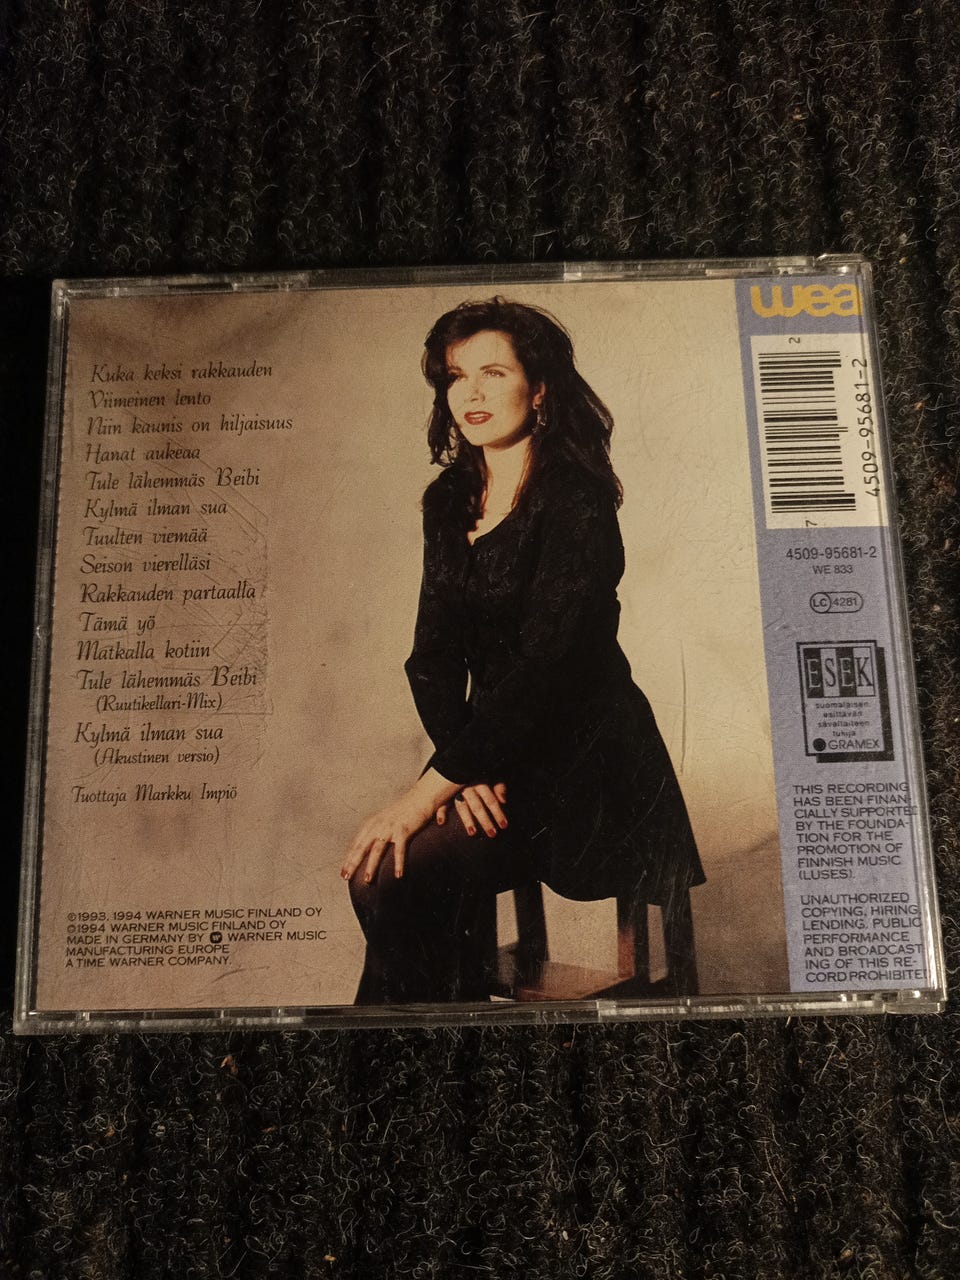 Kuka keksi rakkauden
Viimeinen lento
Niin kaunis on hiljaisuus
Hanat aukeaa
Tule lähemmäs Beibi
Kylmä ilman sua
Tuulten viemää
Seison vierelläsi
Rakkauden partaalla
Tämä yö
Matkalla kotiin
Tule lähemmäs Beibi
(Ruutikellari-Mix)
Kylmä ilman sua
(Akustinen versio)
Tuottaja Markku Impiö
℗1993, 1994 WARNER MUSIC FINLAND OY
©1994 WARNER MUSIC FINLAND OY
MADE IN GERMANY BY WARNER MUSIC
MANUFACTURING EUROPE
A TIME WARNER COMPANY.
wea
2
7
4509-95681-2
4509-95681-2
WE 833
LC 4281
ESEK
suomalaisen
esittävän
säveltaiteen
tukija
GRAMEX
THIS RECORDING
HAS BEEN FINAN-
CIALLY SUPPORTED
BY THE FOUNDA-
TION FOR THE
PROMOTION OF
FINNISH MUSIC
(LUSES).
UNAUTHORIZED
COPYING, HIRING,
LENDING, PUBLIC
PERFORMANCE
AND BROADCAST
ING OF THIS RE-
CORD PROHIBITED